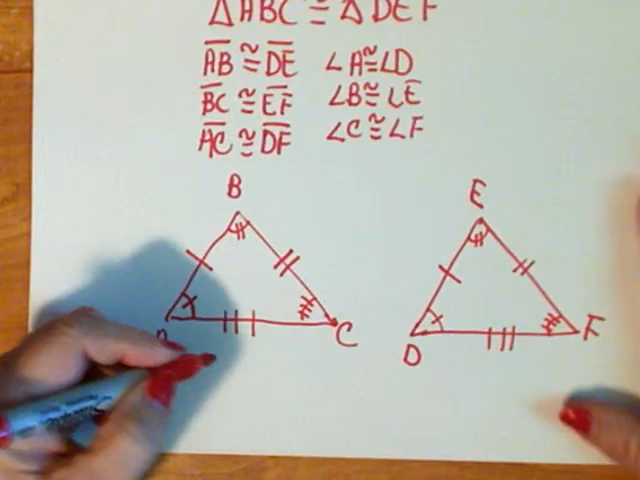 △ABC ≅ △DEF
AB ≅ DE ∠A ≅ ∠D
BC ≅ EF ∠B ≅ ∠E
AC ≅ DF ∠C ≅ ∠F
B E
C D F